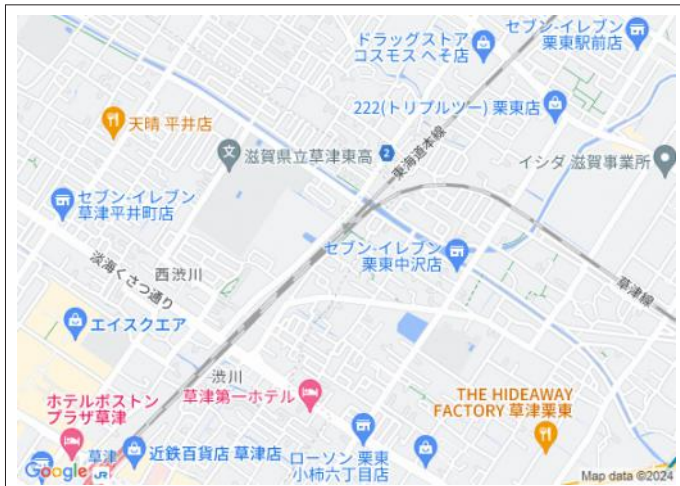 セブン-イレブン
栗東駅前店
ドラッグストア
コスモス へそ店
222(トリプルツー) 栗東店
天晴 平井店
滋賀県立草津東高
2
東海道本線
イシダ 滋賀事業所
セブン-イレブン
草津平井町店
セブン-イレブン
栗東中沢店
西渋川
淡海くさつ通り
草津線
エイスクエア
渋川
草津第一ホテル
ホテルボストン
プラザ草津
THE HIDEAWAY
FACTORY 草津栗東
草津
近鉄百貨店 草津店
ローソン 栗東
小柿六丁目店
Google
JR
Map data ©2024